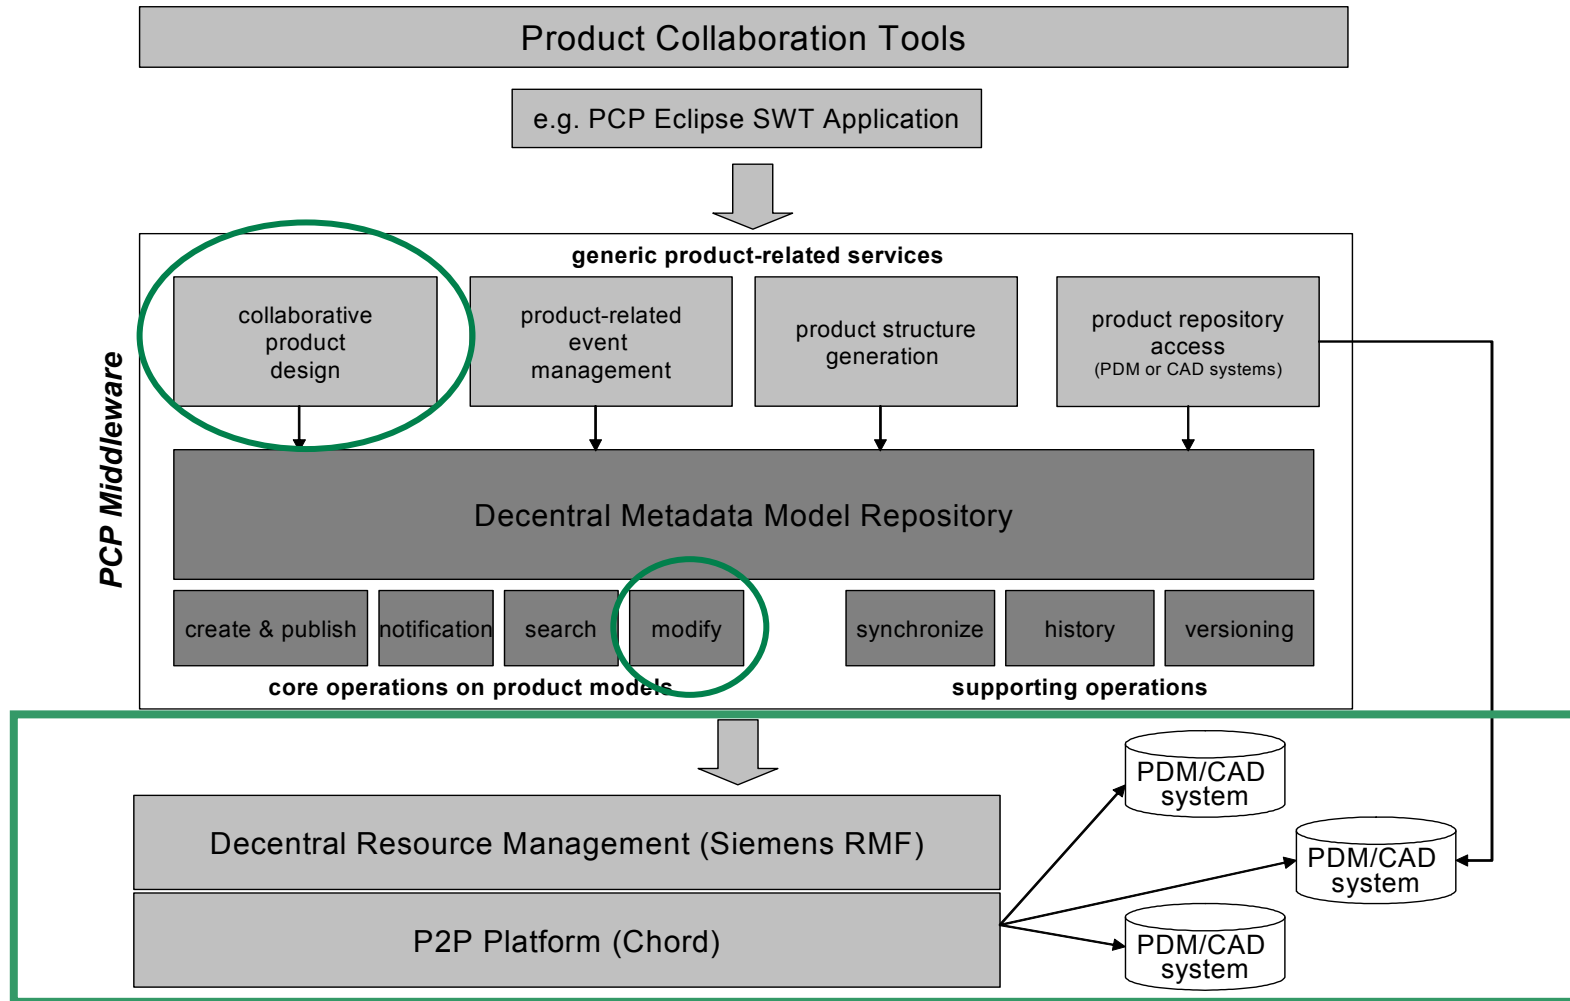 Product Collaboration Tools
e.g. PCP Eclipse SWT Application
PCP Middleware
generic product-related services
collaborative
product
design
product-related
event
management
product structure
generation
product repository
access
(PDM or CAD systems)
Decentral Metadata Model Repository
create & publish
notification
search
modify
synchronize
history
versioning
core operations on product models
supporting operations
Decentral Resource Management (Siemens RMF)
P2P Platform (Chord)
PDM/CAD
system
PDM/CAD
system
PDM/CAD
system